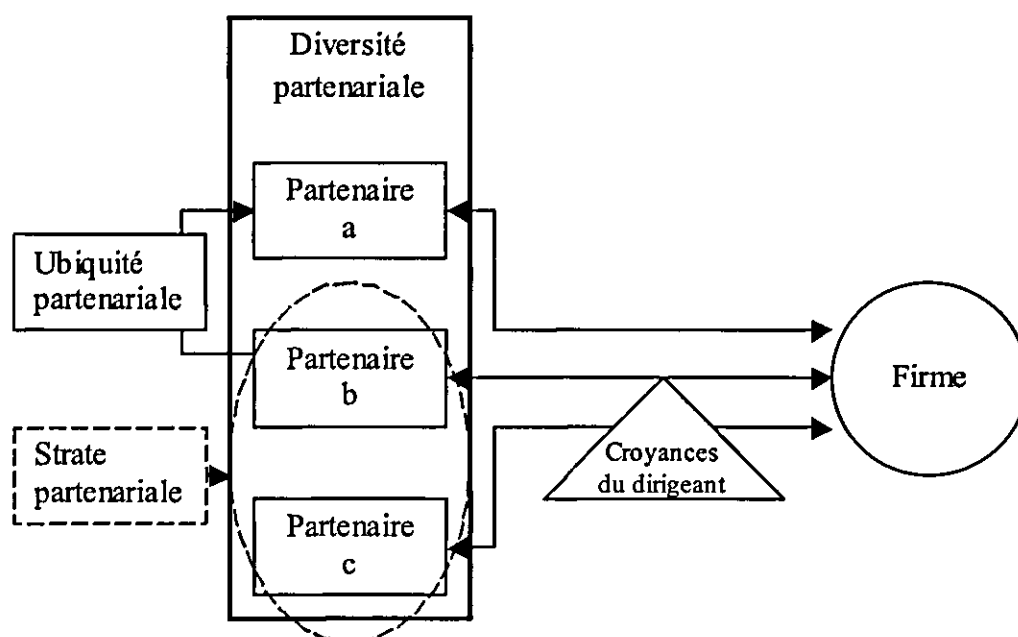 Diversité
partenariale
Partenaire
a
Ubiquité
partenariale
Partenaire
b
Firme
Croyances
du dirigeant
Strate
partenariale
Partenaire
c